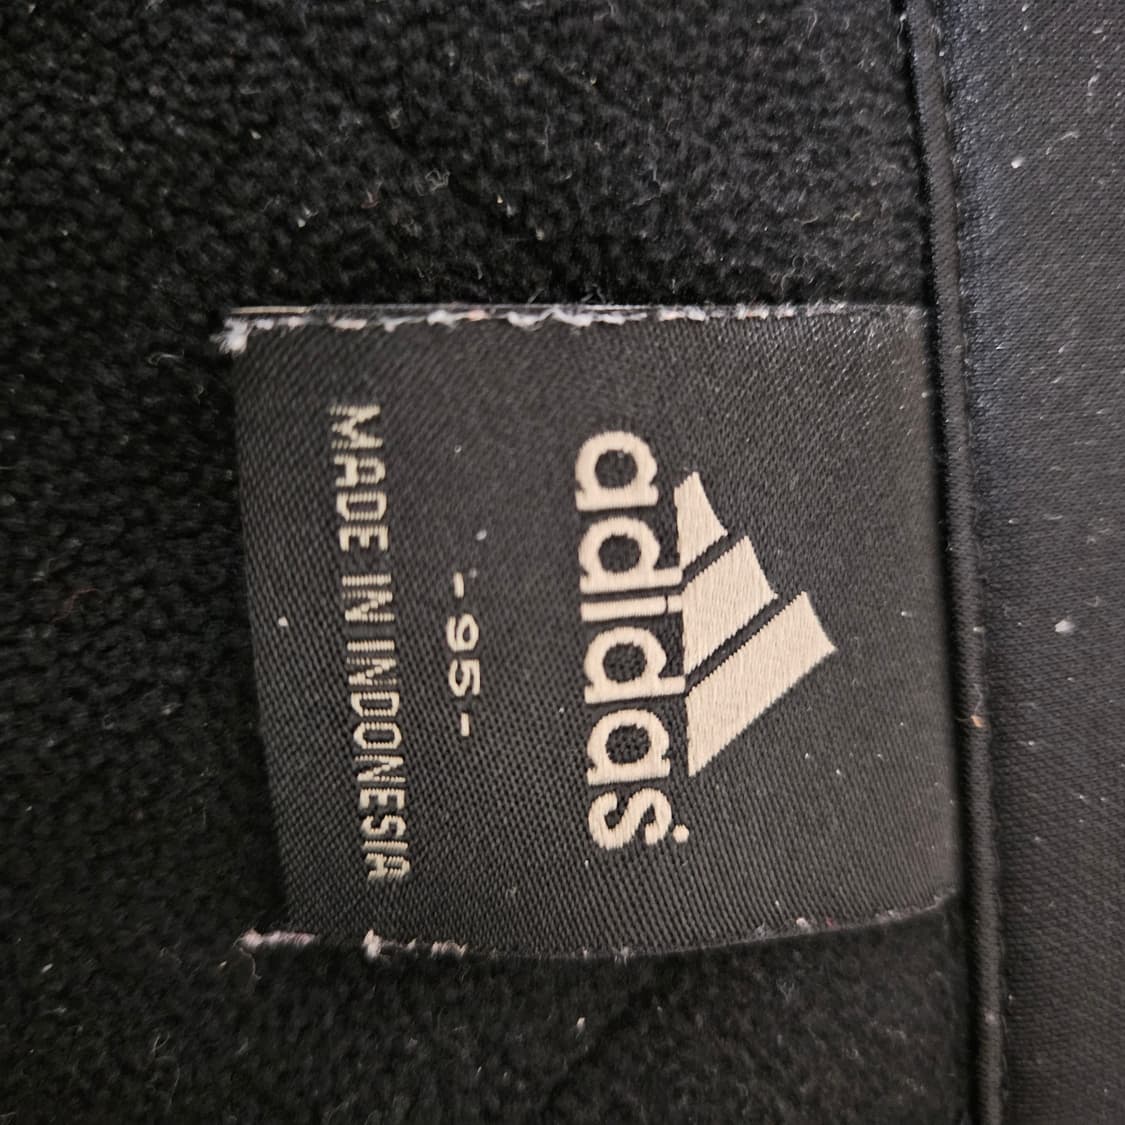 adidas
- 95 -
MADE IN INDONESIA